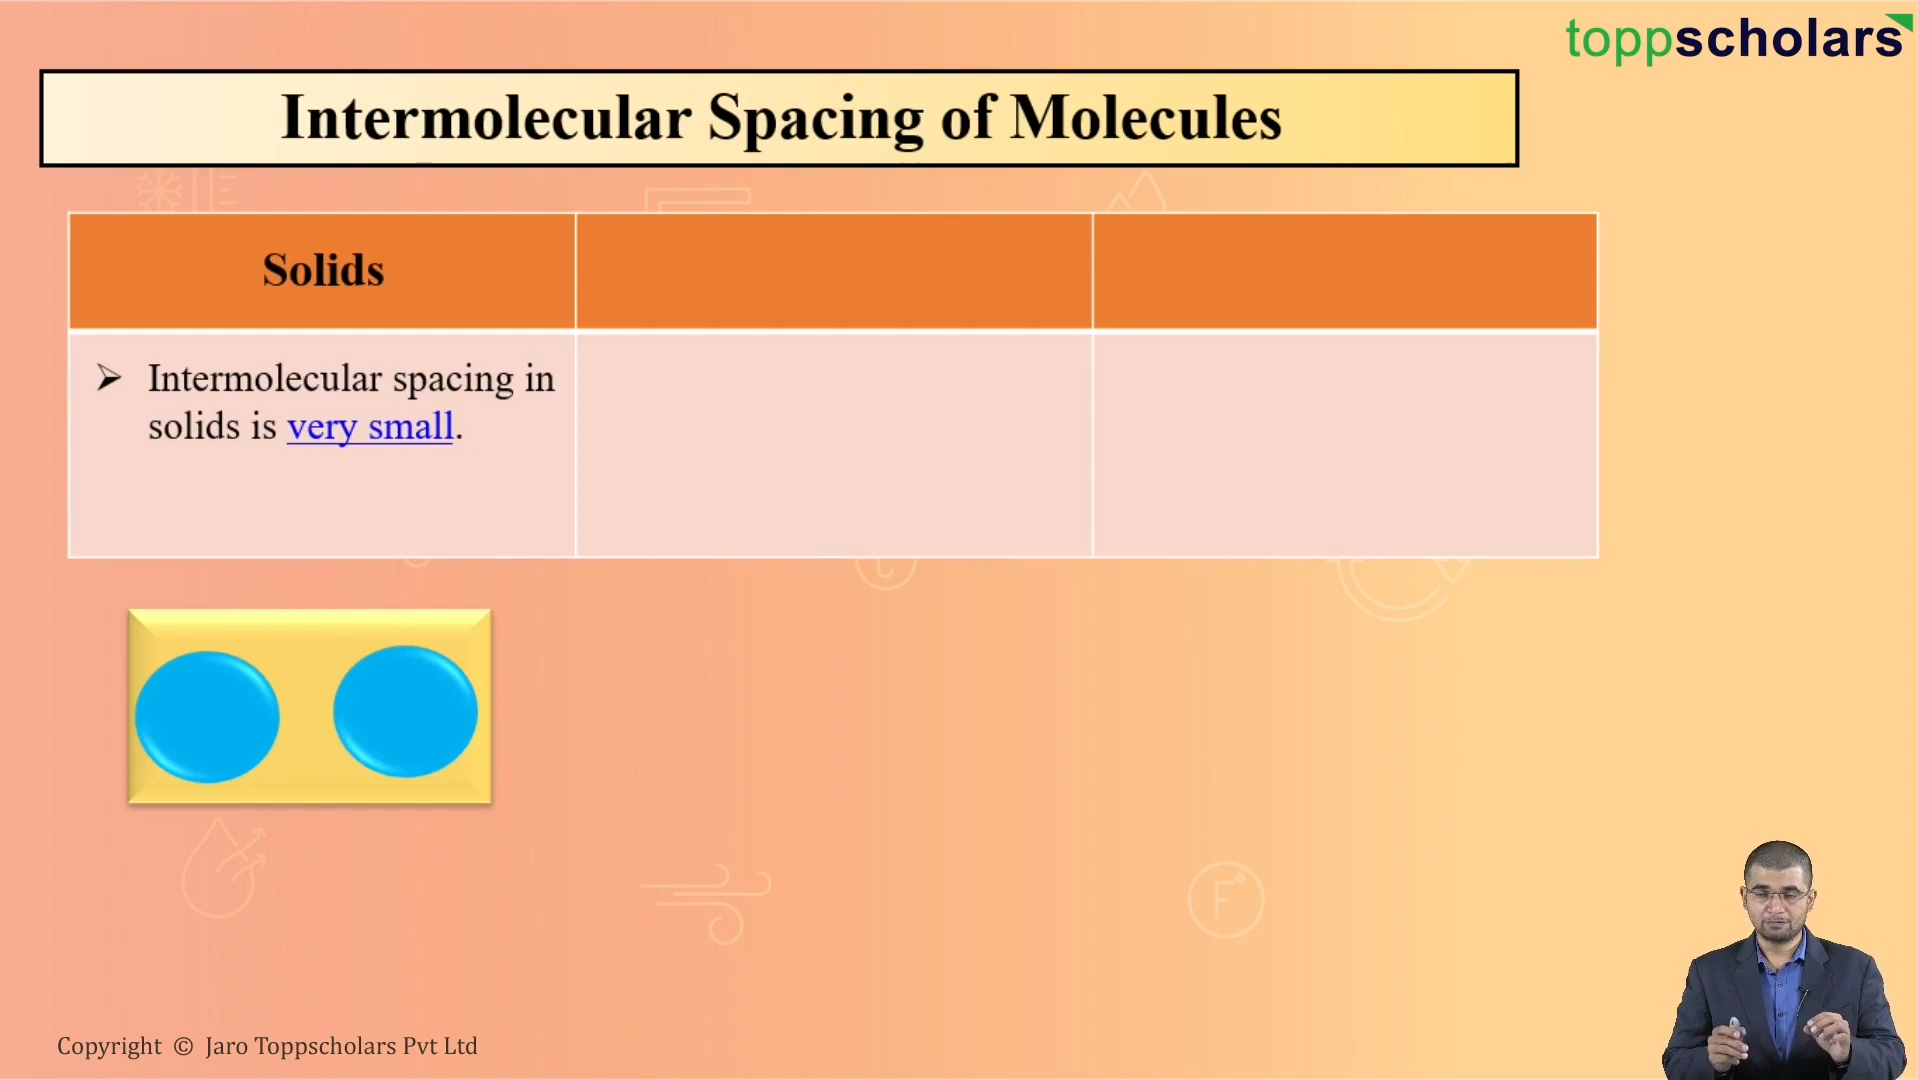 toppscholars
Intermolecular Spacing of Molecules
Solids
➢ Intermolecular spacing in
solids is very small.
F°
Copyright © Jaro Toppscholars Pvt Ltd